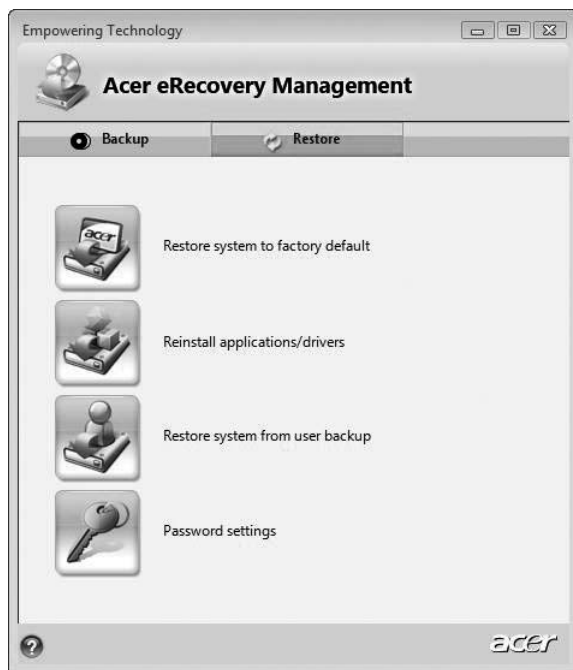 Empowering Technology
Acer eRecovery Management
Backup
Restore
acer
Restore system to factory default
Reinstall applications/drivers
Restore system from user backup
Password settings
?
acer